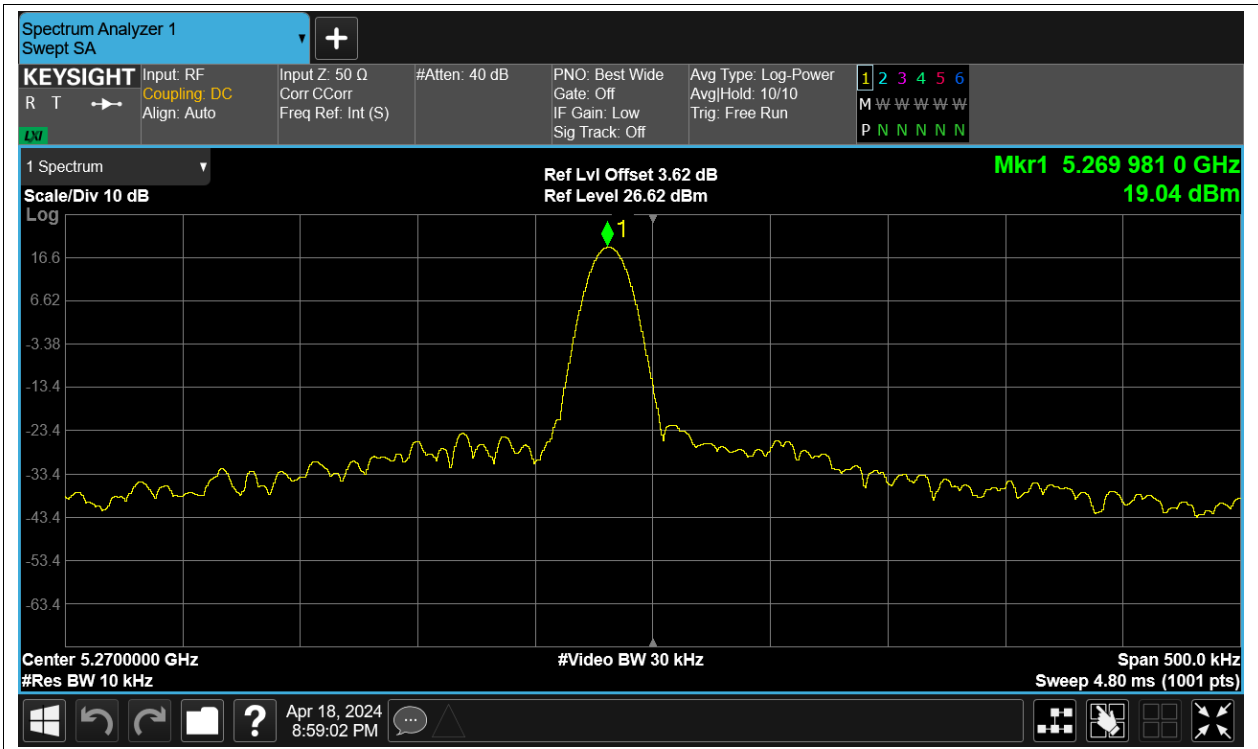 Spectrum Analyzer 1
Swept SA
KEYSIGHT
R T
LXI
Input: RF
Coupling: DC
Align: Auto
Input Z: 50 Ω
Corr CCorr
Freq Ref: Int (S)
#Atten: 40 dB
PNO: Best Wide
Gate: Off
IF Gain: Low
Sig Track: Off
Avg Type: Log-Power
Avg|Hold: 10/10
Trig: Free Run
1 2 3 4 5 6
M W W W W W
P N N N N N
1 Spectrum
Scale/Div 10 dB
Log
Ref Lvl Offset 3.62 dB
Ref Level 26.62 dBm
Mkr1 5.269 981 0 GHz
19.04 dBm
1
16.6
6.62
-3.38
-13.4
-23.4
-33.4
-43.4
-53.4
-63.4
Center 5.2700000 GHz
#Res BW 10 kHz
#Video BW 30 kHz
Span 500.0 kHz
Sweep 4.80 ms (1001 pts)
?
Apr 18, 2024
8:59:02 PM